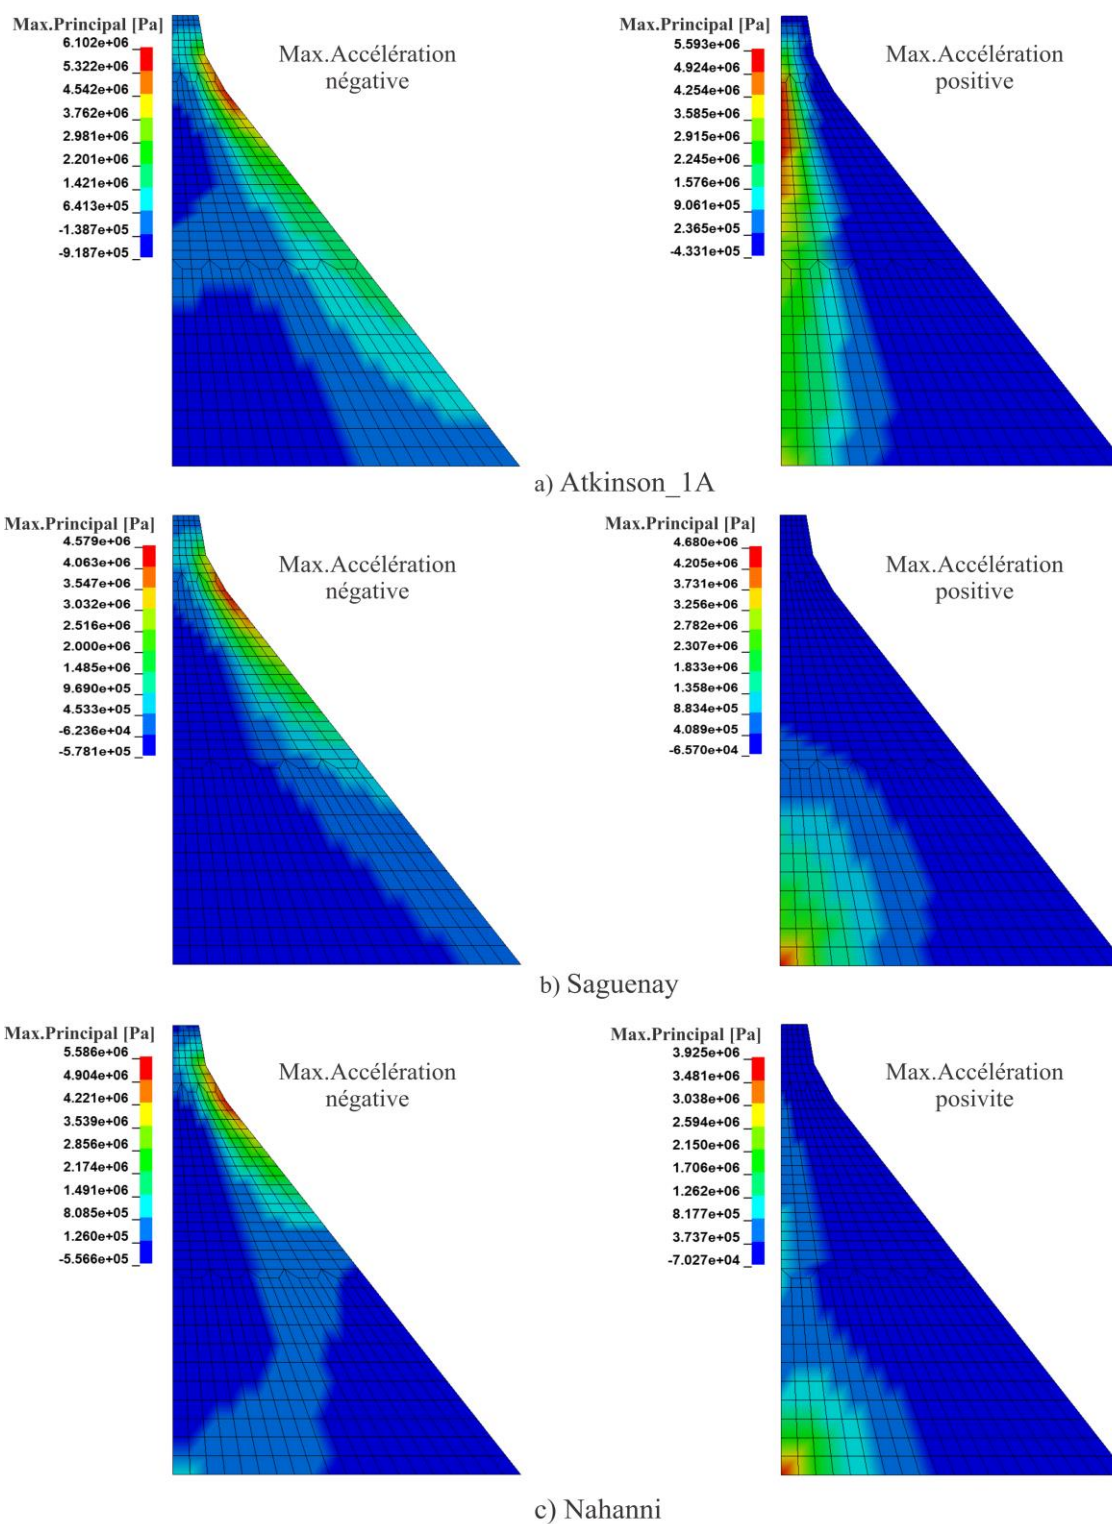 Max.Principal [Pa]
6.102e+06
5.322e+06
4.542e+06
3.762e+06
2.981e+06
2.201e+06
1.421e+06
6.413e+05
-1.387e+05
-9.187e+05
Max.Accélération
négative
Max.Principal [Pa]
5.593e+06
4.924e+06
4.254e+06
3.585e+06
2.915e+06
2.245e+06
1.576e+06
9.061e+05
2.365e+05
-4.331e+05
Max.Accélération
positive
a) Atkinson_1A
Max.Principal [Pa]
4.579e+06
4.063e+06
3.547e+06
3.032e+06
2.516e+06
2.000e+06
1.485e+06
9.690e+05
4.533e+05
-6.236e+04
-5.781e+05
Max.Accélération
négative
Max.Principal [Pa]
4.680e+06
4.205e+06
3.731e+06
3.256e+06
2.782e+06
2.307e+06
1.833e+06
1.358e+06
8.834e+05
4.089e+05
-6.570e+04
Max.Accélération
positive
b) Saguenay
Max.Principal [Pa]
5.586e+06
4.904e+06
4.221e+06
3.539e+06
2.856e+06
2.174e+06
1.491e+06
8.085e+05
1.260e+05
-5.566e+05
Max.Accélération
négative
Max.Principal [Pa]
3.925e+06
3.481e+06
3.038e+06
2.594e+06
2.150e+06
1.706e+06
1.262e+06
8.177e+05
3.737e+05
-7.027e+04
Max.Accélération
posivite
c) Nahanni